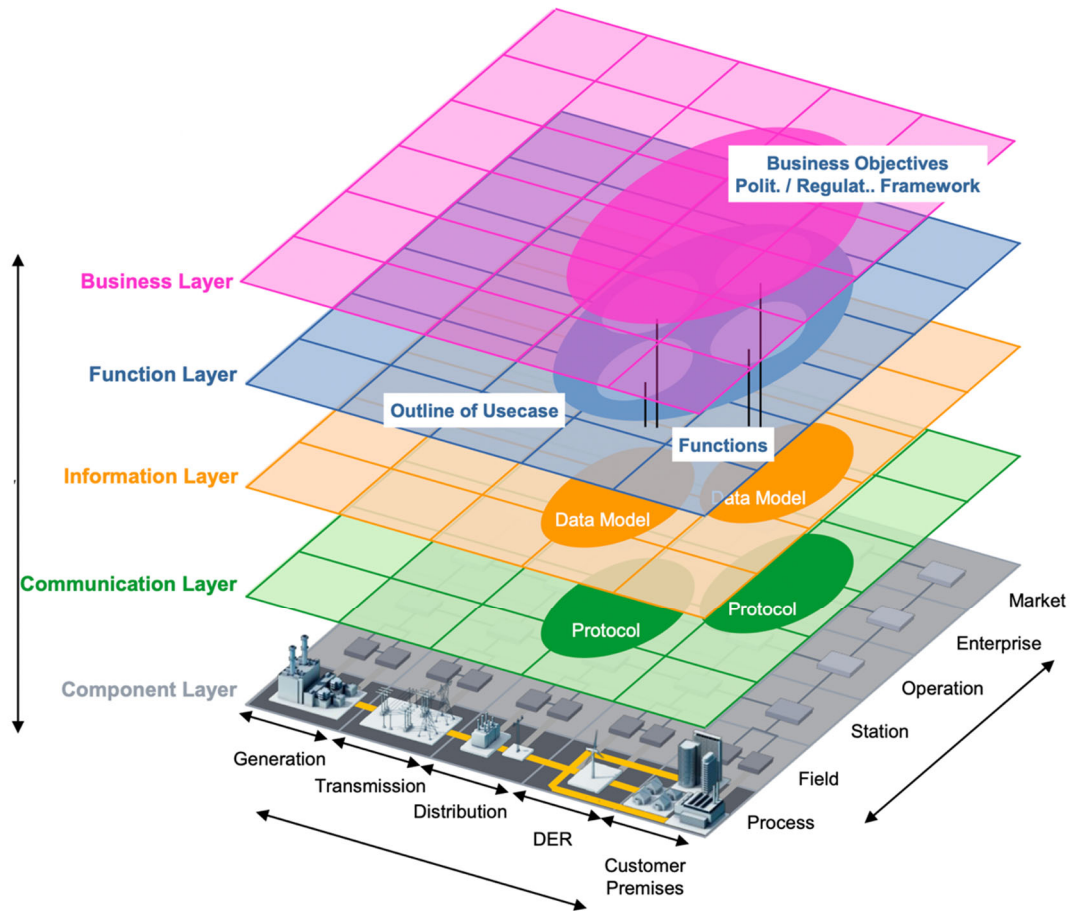 Business Objectives
Polit. / Regulat.. Framework
Business Layer
Function Layer
Outline of Usecase
Functions
Information Layer
Data Model
Data Model
Communication Layer
Protocol
Protocol
Component Layer
Market
Enterprise
Operation
Station
Field
Process
Generation
Transmission
Distribution
DER
Customer
Premises